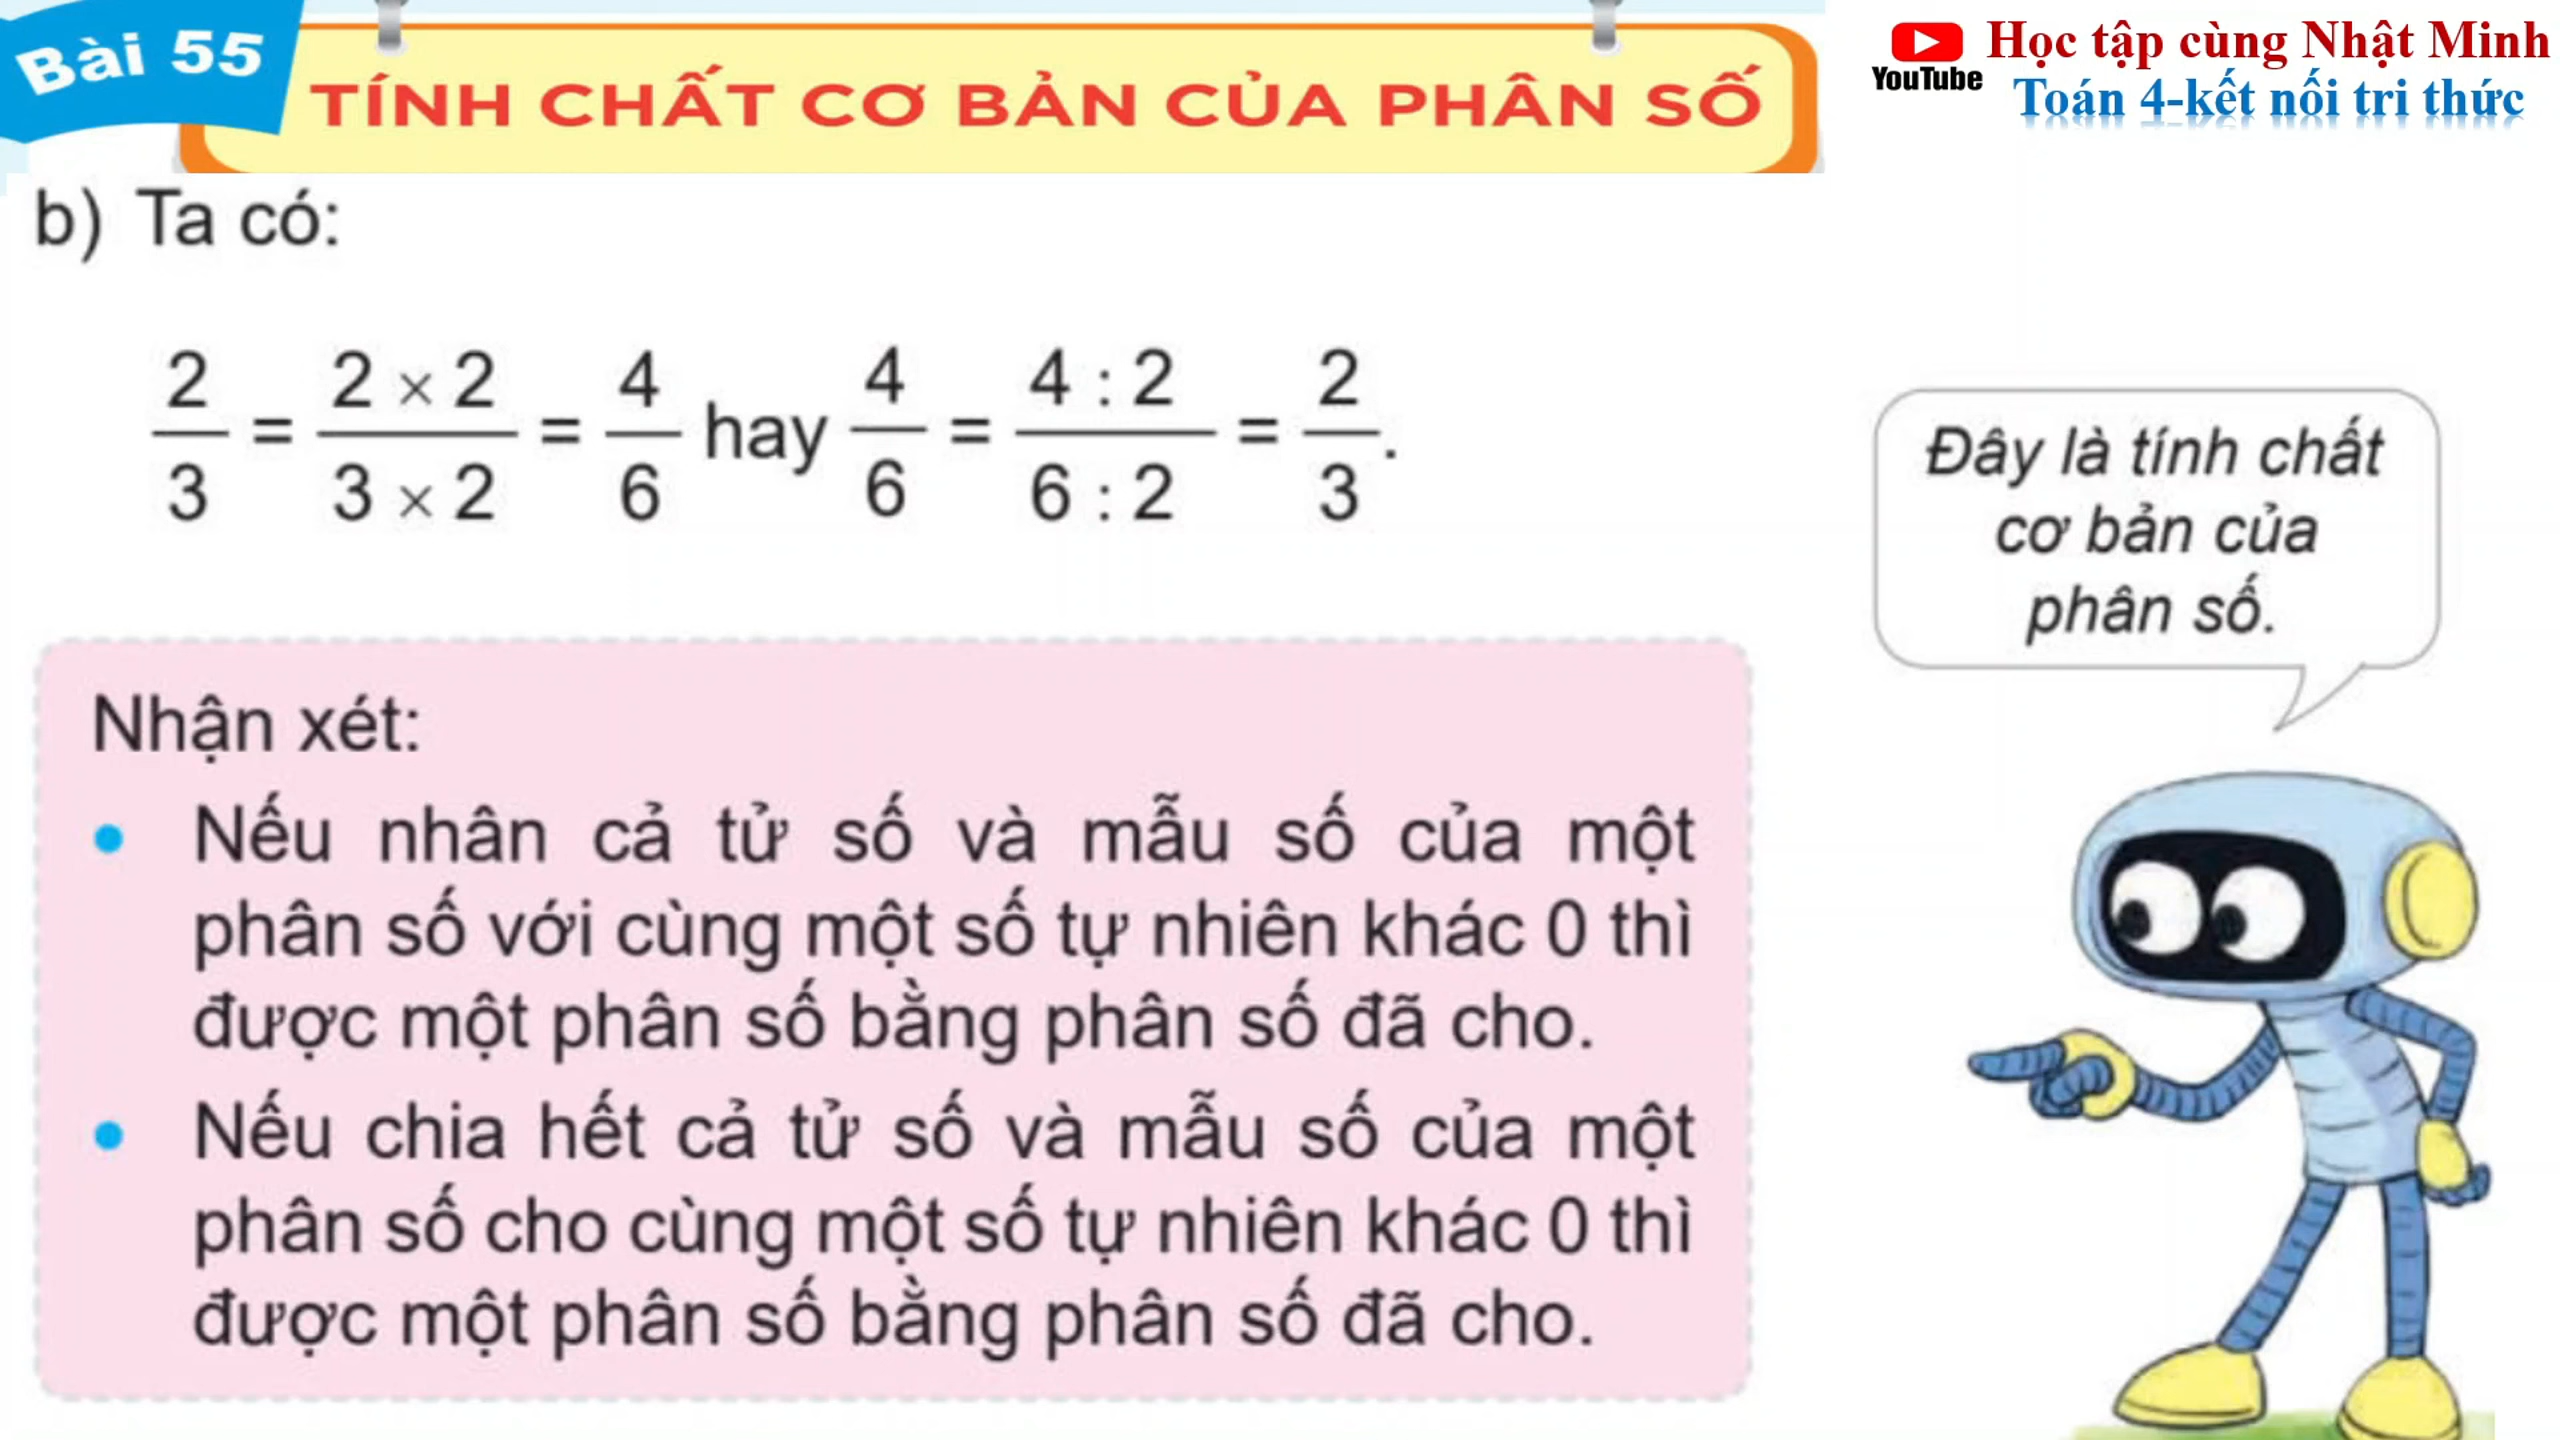 Bài 55
TÍNH CHẤT CƠ BẢN CỦA PHÂN SỐ
YouTube
Học tập cùng Nhật Minh
Toán 4-kết nối tri thức
b) Ta có:
2/3 = 2 × 2/3 × 2 = 4/6 hay 4/6 = 4 : 2/6 : 2 = 2/3.
Đây là tính chất
cơ bản của
phân số.
Nhận xét:
• Nếu nhân cả tử số và mẫu số của một
phân số với cùng một số tự nhiên khác 0 thì
được một phân số bằng phân số đã cho.
• Nếu chia hết cả tử số và mẫu số của một
phân số cho cùng một số tự nhiên khác 0 thì
được một phân số bằng phân số đã cho.